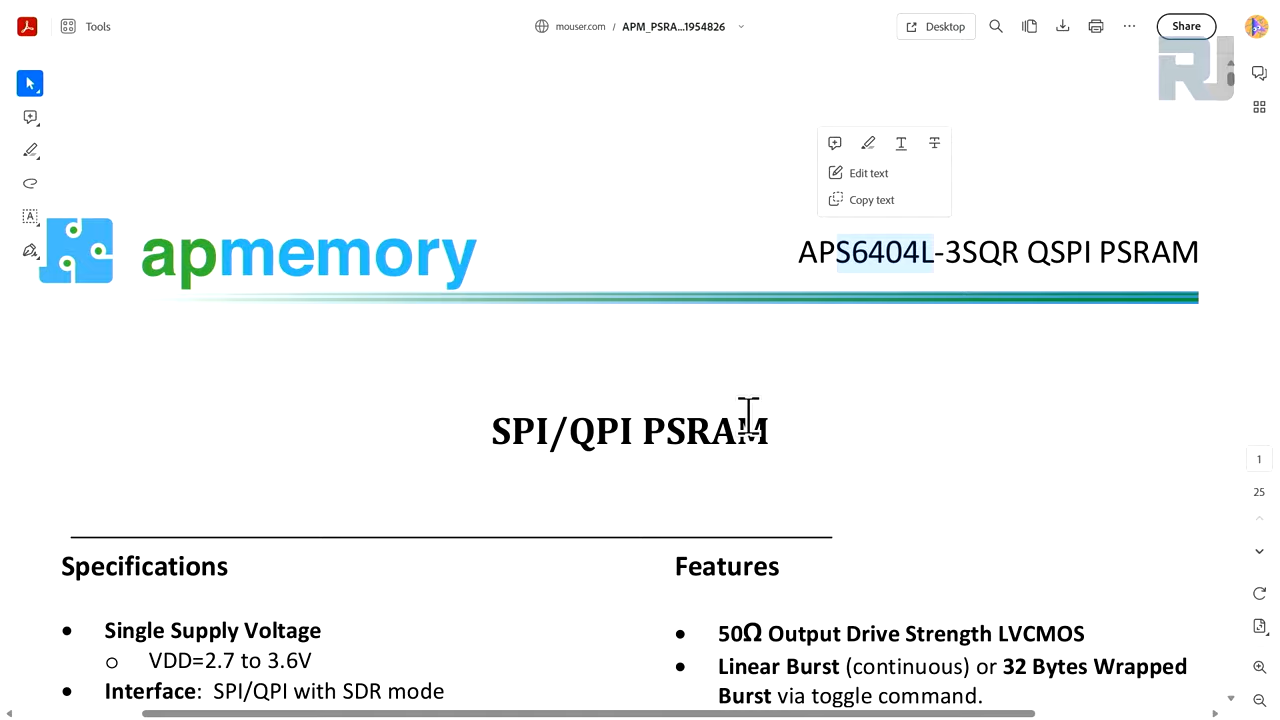 Tools
mouser.com / APM_PSRA...1954826
Desktop
Share
RJ
Edit text
Copy text
apmemory
APS6404L-3SQR QSPI PSRAM
SPI/QPI PSRAM
Specifications
• Single Supply Voltage
o VDD=2.7 to 3.6V
• Interface: SPI/QPI with SDR mode
Features
• 50Ω Output Drive Strength LVCMOS
• Linear Burst (continuous) or 32 Bytes Wrapped
Burst via toggle command.
1
25